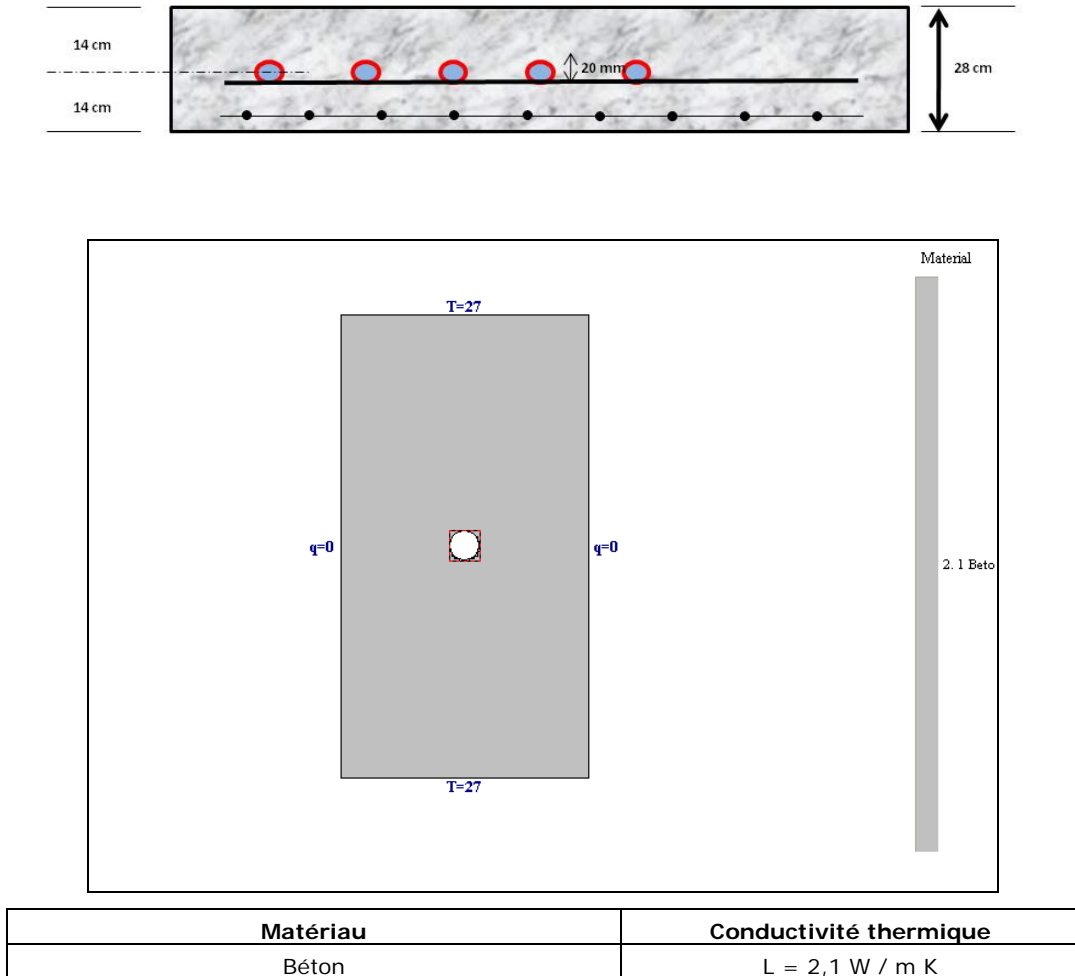 14 cm
20 mm
28 cm
14 cm
Material
T=27
q=0
q=0
2. 1 Beto
T=27
Matériau
Conductivité thermique
Béton
L = 2,1 W / m K